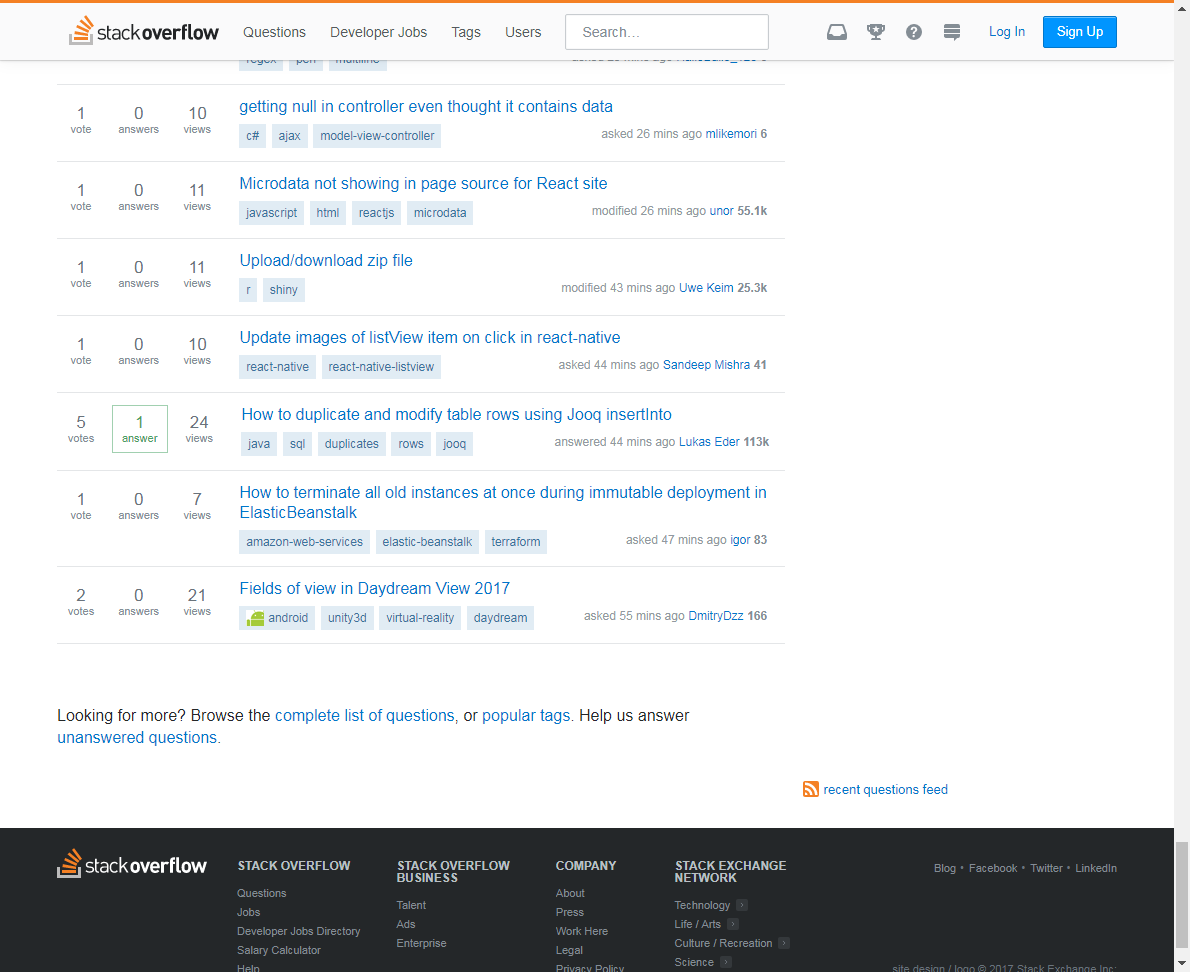 stack overflow Questions Developer Jobs Tags Users Search... Log In Sign Up
regex perl multiline
1 vote 0 answers 10 views
getting null in controller even thought it contains data
c# ajax model-view-controller
asked 26 mins ago mlikemori 6
1 vote 0 answers 11 views
Microdata not showing in page source for React site
javascript html reactjs microdata
modified 26 mins ago unor 55.1k
1 vote 0 answers 11 views
Upload/download zip file
r shiny
modified 43 mins ago Uwe Keim 25.3k
1 vote 0 answers 10 views
Update images of listView item on click in react-native
react-native react-native-listview
asked 44 mins ago Sandeep Mishra 41
5 votes 1 answer 24 views
How to duplicate and modify table rows using Jooq insertInto
java sql duplicates rows jooq
answered 44 mins ago Lukas Eder 113k
1 vote 0 answers 7 views
How to terminate all old instances at once during immutable deployment in
ElasticBeanstalk
amazon-web-services elastic-beanstalk terraform
asked 47 mins ago igor 83
2 votes 0 answers 21 views
Fields of view in Daydream View 2017
android unity3d virtual-reality daydream
asked 55 mins ago DmitryDzz 166
Looking for more? Browse the complete list of questions, or popular tags. Help us answer
unanswered questions.
recent questions feed
stack overflow
STACK OVERFLOW
Questions
Jobs
Developer Jobs Directory
Salary Calculator
Help
STACK OVERFLOW
BUSINESS
Talent
Ads
Enterprise
COMPANY
About
Press
Work Here
Legal
Privacy Policy
STACK EXCHANGE
NETWORK
Technology
Life / Arts
Culture / Recreation
Science
Blog • Facebook • Twitter • LinkedIn
site design / logo © 2017 Stack Exchange Inc;